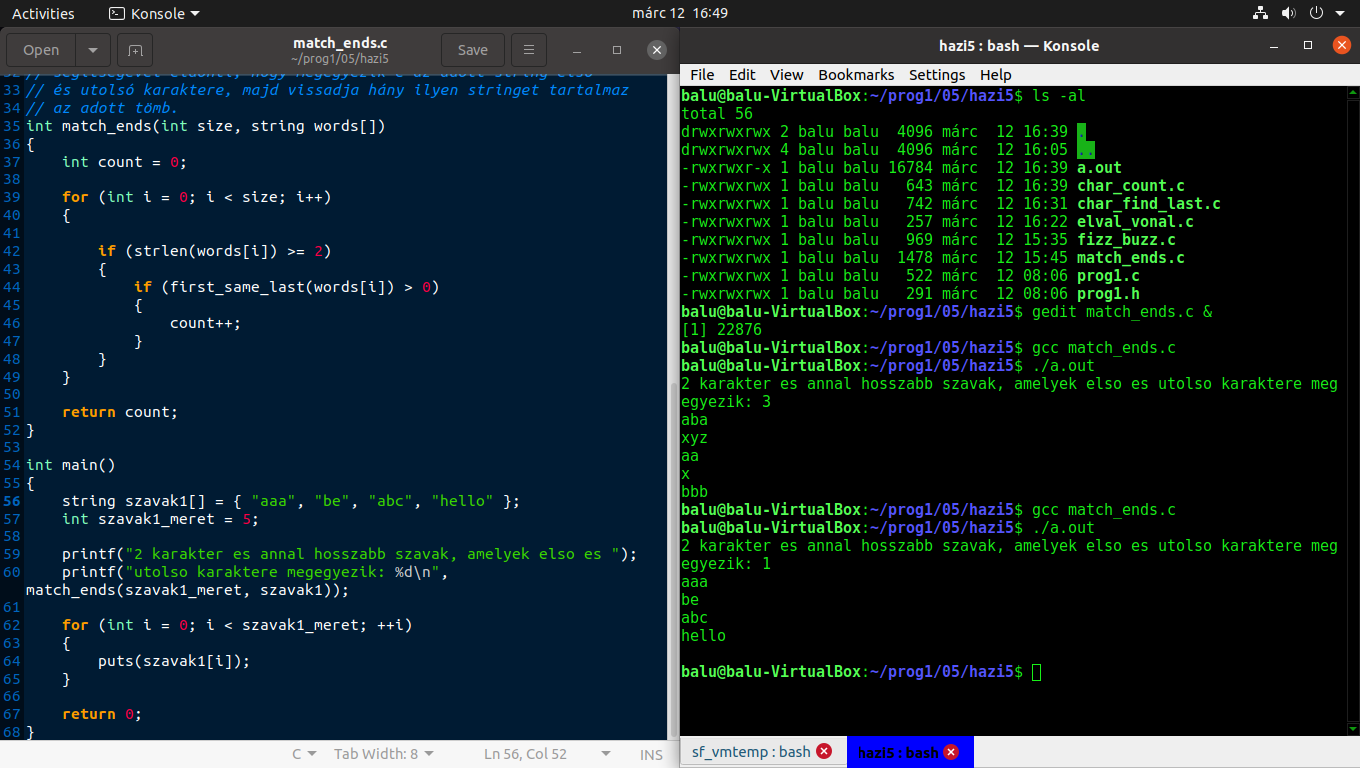 Activities Konsole márc 12 16:49
Open match_ends.c ~/prog1/05/hazi5 Save
33 // és utolsó karaktere, majd vissadja hány ilyen stringet tartalmaz
34 // az adott tömb.
35 int match_ends(int size, string words[])
36 {
37     int count = 0;
38
39     for (int i = 0; i < size; i++)
40     {
41
42         if (strlen(words[i]) >= 2)
43         {
44             if (first_same_last(words[i]) > 0)
45             {
46                 count++;
47             }
48         }
49     }
50
51     return count;
52 }
53
54 int main()
55 {
56     string szavak1[] = { "aaa", "be", "abc", "hello" };
57     int szavak1_meret = 5;
58
59     printf("2 karakter es annal hosszabb szavak, amelyek elso es ");
60     printf("utolso karaktere megegyezik: %d\n",
match_ends(szavak1_meret, szavak1));
61
62     for (int i = 0; i < szavak1_meret; ++i)
63     {
64         puts(szavak1[i]);
65     }
66
67     return 0;
68 }
C Tab Width: 8 Ln 56, Col 52 INS
hazi5 : bash — Konsole
File Edit View Bookmarks Settings Help
balu@balu-VirtualBox:~/prog1/05/hazi5$ ls -al
total 56
drwxrwxrwx 2 balu balu  4096 márc  12 16:39 .
drwxrwxrwx 4 balu balu  4096 márc  12 16:05 ..
-rwxrwxr-x 1 balu balu 16784 márc  12 16:39 a.out
-rwxrwxrwx 1 balu balu   643 márc  12 16:39 char_count.c
-rwxrwxrwx 1 balu balu   742 márc  12 16:31 char_find_last.c
-rwxrwxrwx 1 balu balu   257 márc  12 16:22 elval_vonal.c
-rwxrwxrwx 1 balu balu   969 márc  12 15:35 fizz_buzz.c
-rwxrwxrwx 1 balu balu  1478 márc  12 15:45 match_ends.c
-rwxrwxrwx 1 balu balu   522 márc  12 08:06 prog1.c
-rwxrwxrwx 1 balu balu   291 márc  12 08:06 prog1.h
balu@balu-VirtualBox:~/prog1/05/hazi5$ gedit match_ends.c &
[1] 22876
balu@balu-VirtualBox:~/prog1/05/hazi5$ gcc match_ends.c
balu@balu-VirtualBox:~/prog1/05/hazi5$ ./a.out
2 karakter es annal hosszabb szavak, amelyek elso es utolso karaktere meg
egyezik: 3
aba
xyz
aa
x
bbb
balu@balu-VirtualBox:~/prog1/05/hazi5$ gcc match_ends.c
balu@balu-VirtualBox:~/prog1/05/hazi5$ ./a.out
2 karakter es annal hosszabb szavak, amelyek elso es utolso karaktere meg
egyezik: 1
aaa
be
abc
hello
balu@balu-VirtualBox:~/prog1/05/hazi5$
sf_vmtemp : bash hazi5 : bash